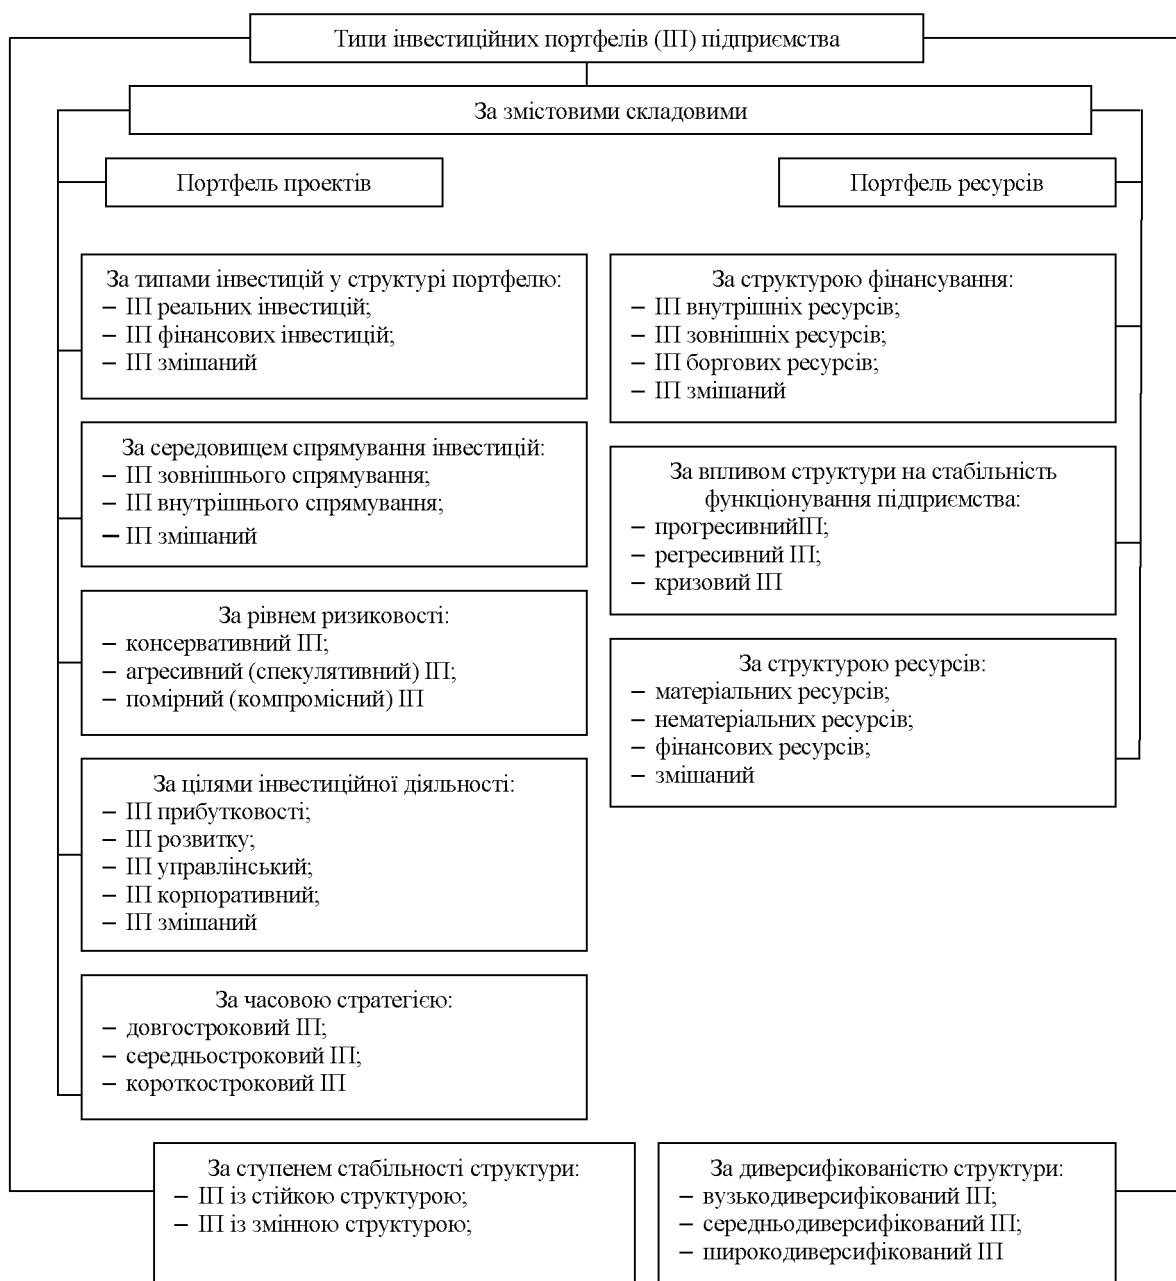 Типи інвестиційних портфелів (ІП) підприємства
За змістовими складовими
Портфель проектів
Портфель ресурсів
За типами інвестицій у структурі портфелю:
– ІП реальних інвестицій;
– ІП фінансових інвестицій;
– ІП змішаний
За середовищем спрямування інвестицій:
– ІП зовнішнього спрямування;
– ІП внутрішнього спрямування;
– ІП змішаний
За рівнем ризиковості:
– консервативний ІП;
– агресивний (спекулятивний) ІП;
– помірний (компромісний) ІП
За цілями інвестиційної діяльності:
– ІП прибутковості;
– ІП розвитку;
– ІП управлінський;
– ІП корпоративний;
– ІП змішаний
За часовою стратегією:
– довгостроковий ІП;
– середньостроковий ІП;
– короткостроковий ІП
За структурою фінансування:
– ІП внутрішніх ресурсів;
– ІП зовнішніх ресурсів;
– ІП боргових ресурсів;
– ІП змішаний
За впливом структури на стабільність
функціонування підприємства:
– прогресивнийІП;
– регресивний ІП;
– кризовий ІП
За структурою ресурсів:
– матеріальних ресурсів;
– нематеріальних ресурсів;
– фінансових ресурсів;
– змішаний
За ступенем стабільності структури:
– ІП із стійкою структурою;
– ІП із змінною структурою;
За диверсифікованістю структури:
– вузькодиверсифікований ІП;
– середньодиверсифікований ІП;
– широкодиверсифікований ІП